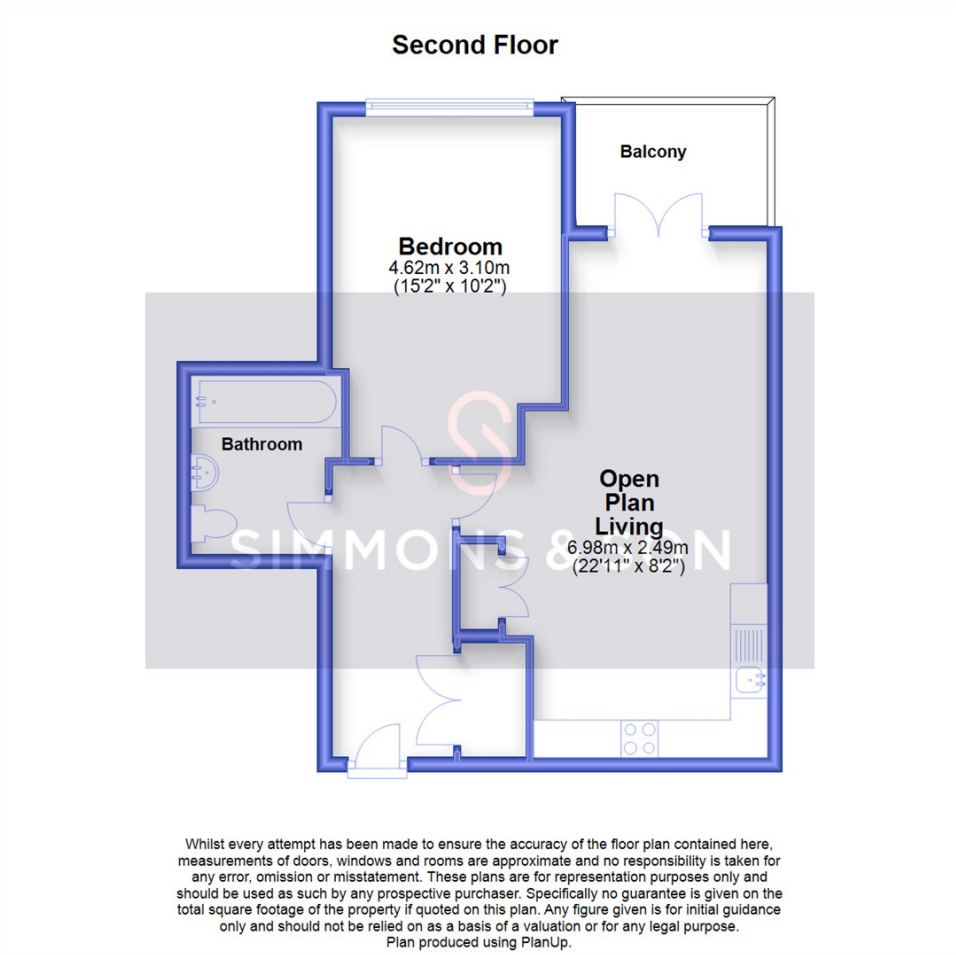 Second Floor
Balcony
Bedroom
4.62m x 3.10m
(15'2" x 10'2")
Bathroom
Open
Plan
Living
6.98m x 2.49m
(22'11" x 8'2")
SIMMONS & SON
Whilst every attempt has been made to ensure the accuracy of the floor plan contained here,
measurements of doors, windows and rooms are approximate and no responsibility is taken for
any error, omission or misstatement. These plans are for representation purposes only and
should be used as such by any prospective purchaser. Specifically no guarantee is given on the
total square footage of the property if quoted on this plan. Any figure given is for initial guidance
only and should not be relied on as a basis of a valuation or for any legal purpose.
Plan produced using PlanUp.